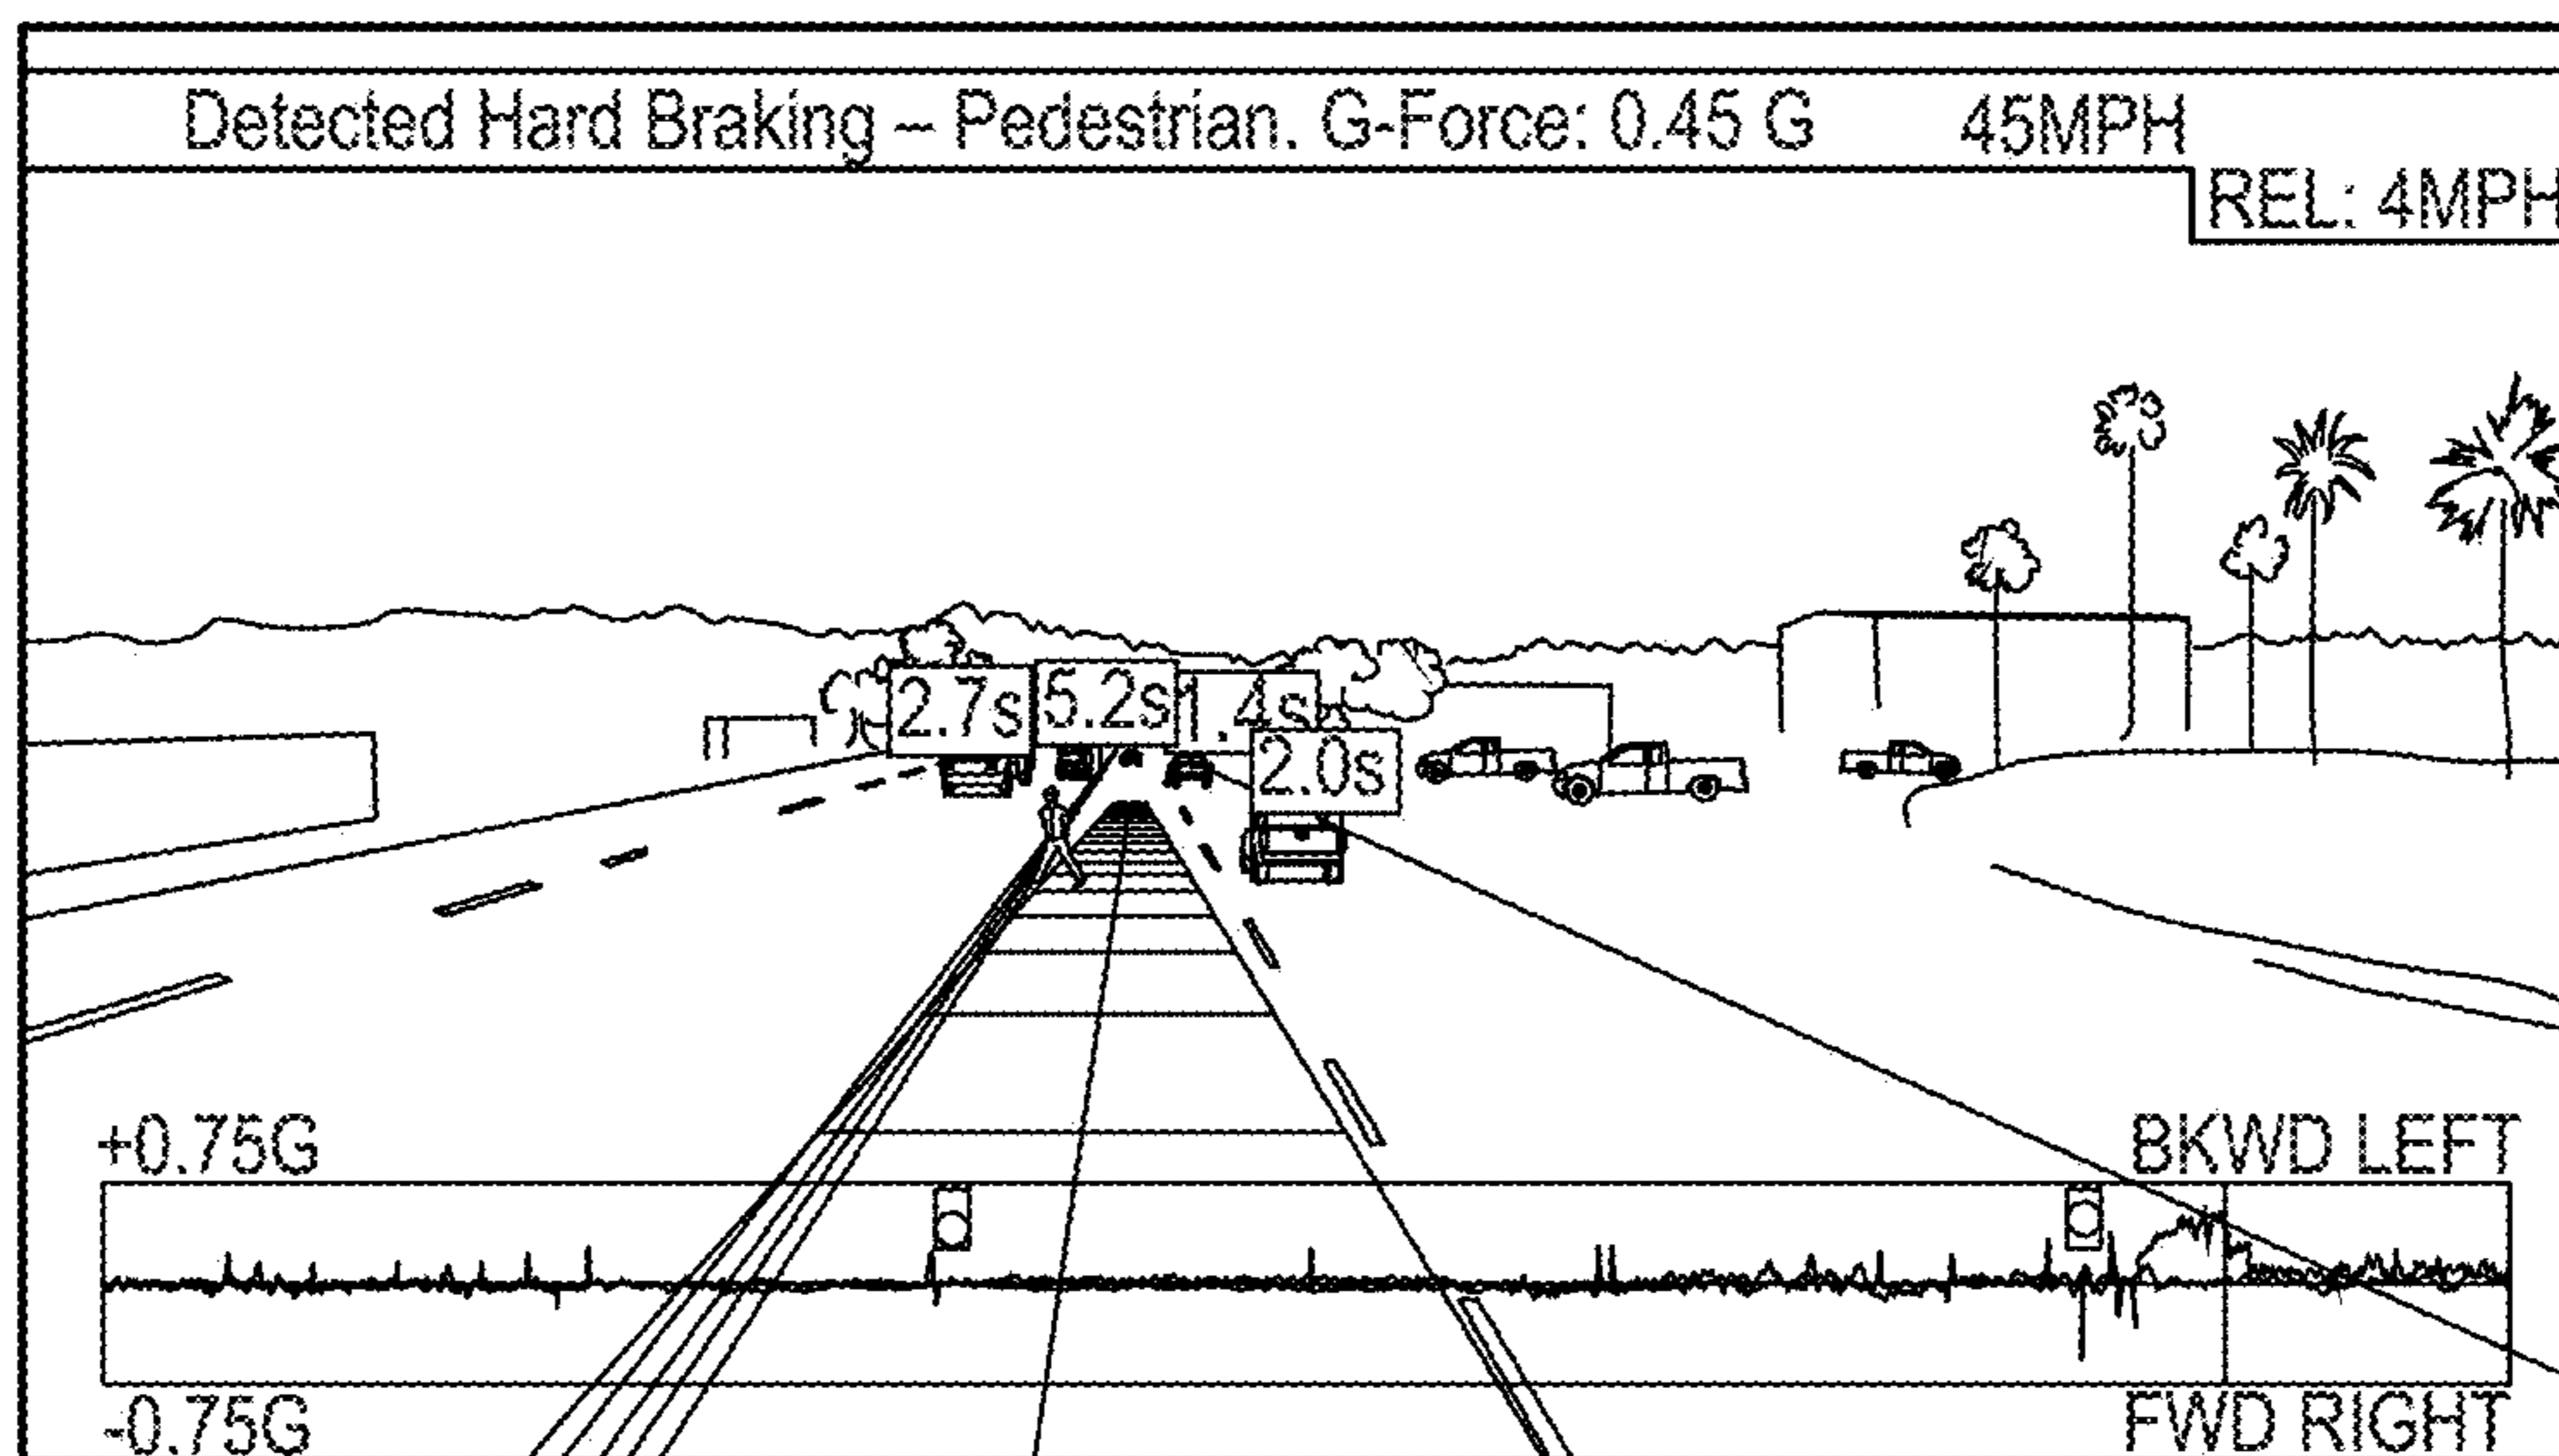 Detected Hard Braking – Pedestrian. G-Force: 0.45 G 45MPH
REL: 4MPH
2.7s 5.2s 1.4s
2.0s
+0.75G BKWD LEFT
-0.75G FWD RIGHT